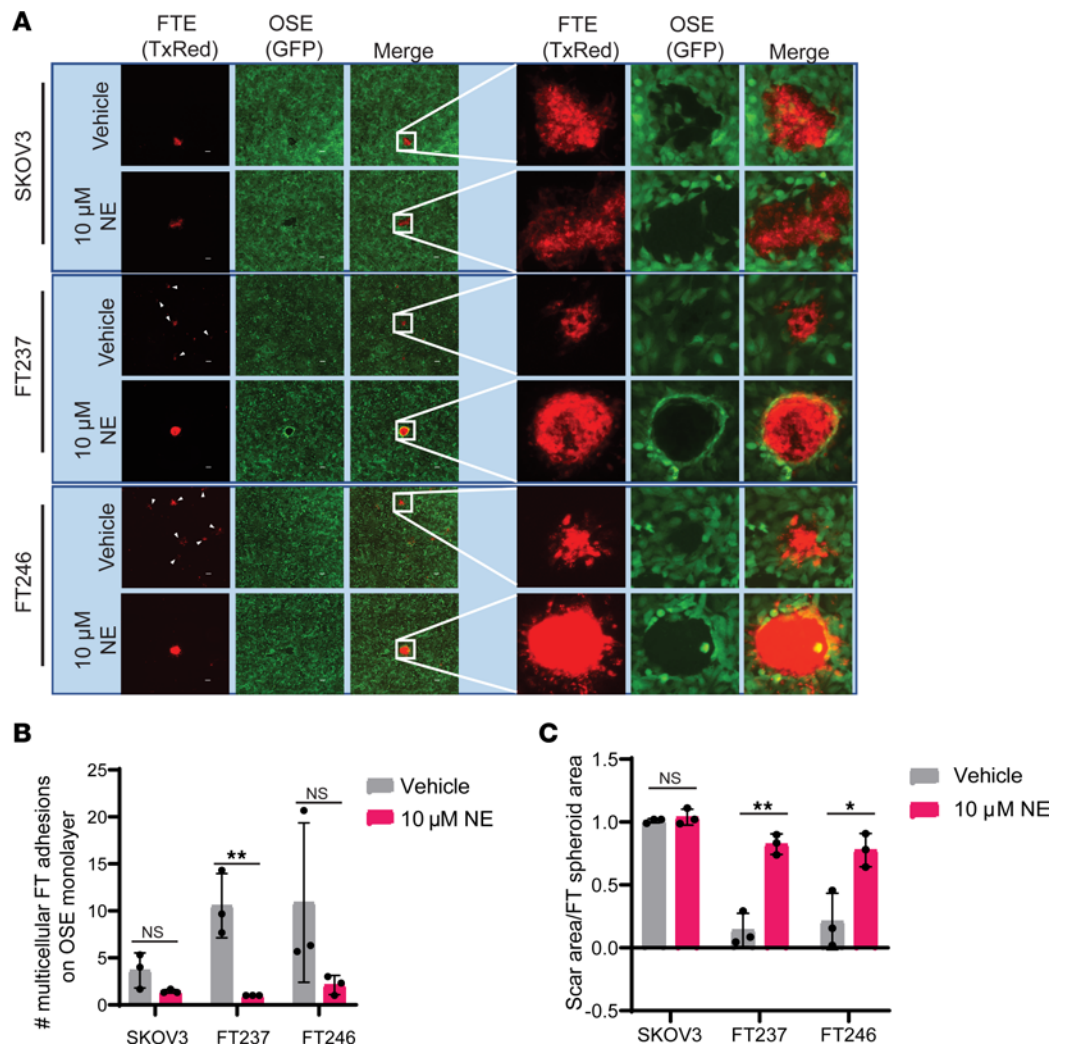 A
FTE
(TxRed)
OSE
(GFP)
Merge
FTE
(TxRed)
OSE
(GFP)
Merge
SKOV3
Vehicle
10 µM
NE
FT237
Vehicle
10 µM
NE
FT246
Vehicle
10 µM
NE
B
# multicellular FT adhesions
on OSE monolayer
25
20
15
10
5
0
NS
**
NS
SKOV3
FT237
FT246
Vehicle
10 µM NE
C
Scar area/FT spheroid area
1.5
1.0
0.5
0.0
-0.5
NS
**
*
SKOV3
FT237
FT246
Vehicle
10 µM NE